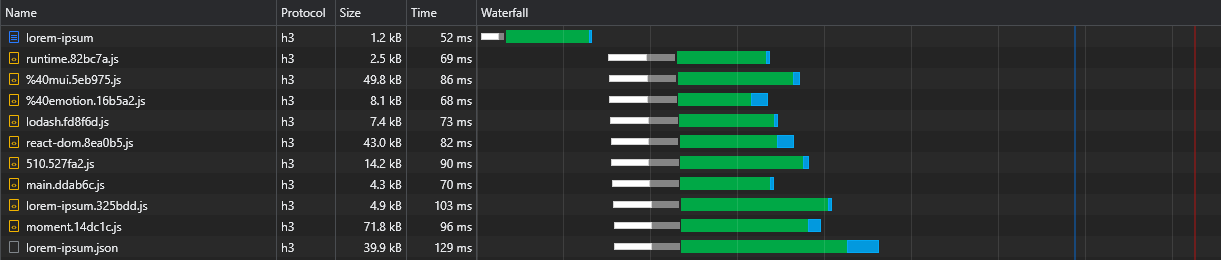 Name Protocol Size Time Waterfall
lorem-ipsum h3 1.2 kB 52 ms
runtime.82bc7a.js h3 2.5 kB 69 ms
%40mui.5eb975.js h3 49.8 kB 86 ms
%40emotion.16b5a2.js h3 8.1 kB 68 ms
lodash.fd8f6d.js h3 7.4 kB 73 ms
react-dom.8ea0b5.js h3 43.0 kB 82 ms
510.527fa2.js h3 14.2 kB 90 ms
main.ddab6c.js h3 4.3 kB 70 ms
lorem-ipsum.325bdd.js h3 4.9 kB 103 ms
moment.14dc1c.js h3 71.8 kB 96 ms
lorem-ipsum.json h3 39.9 kB 129 ms